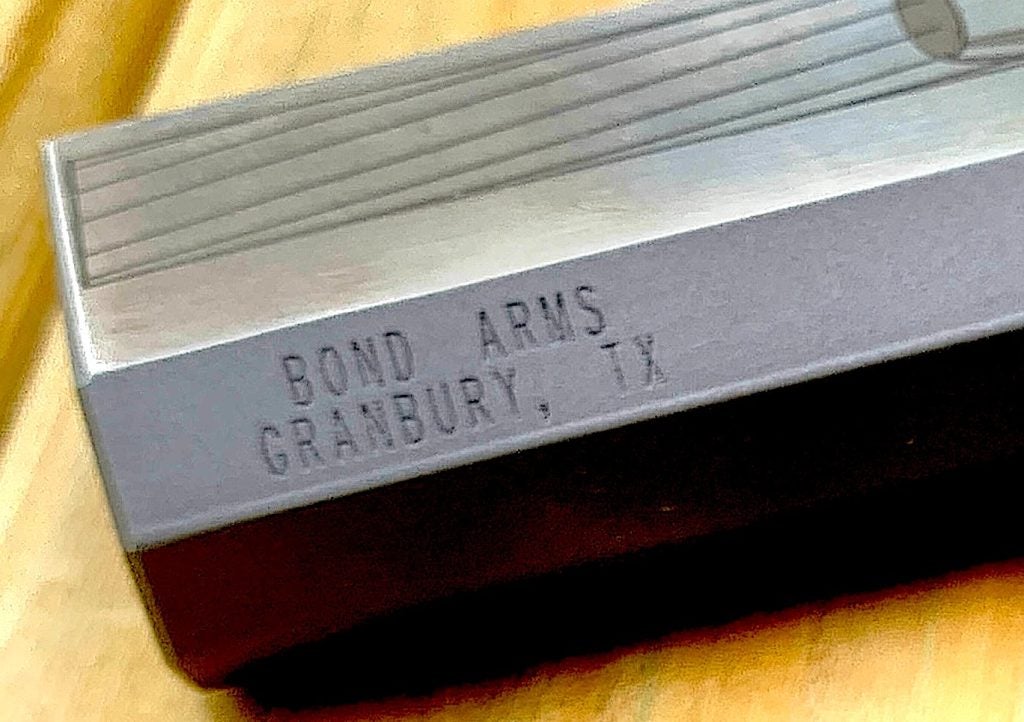 BOND ARMS
GRANBURY, TX